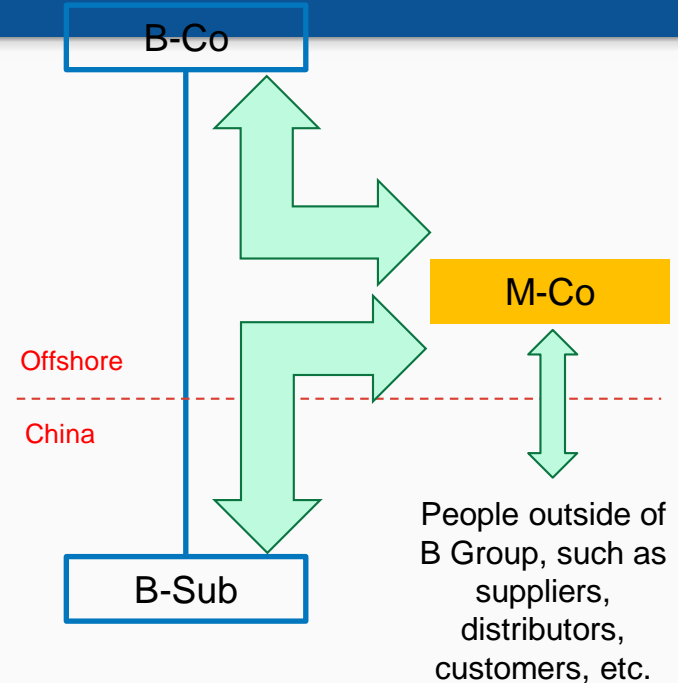 B-Co
M-Co
Offshore
China
B-Sub
People outside of
B Group, such as
suppliers,
distributors,
customers, etc.